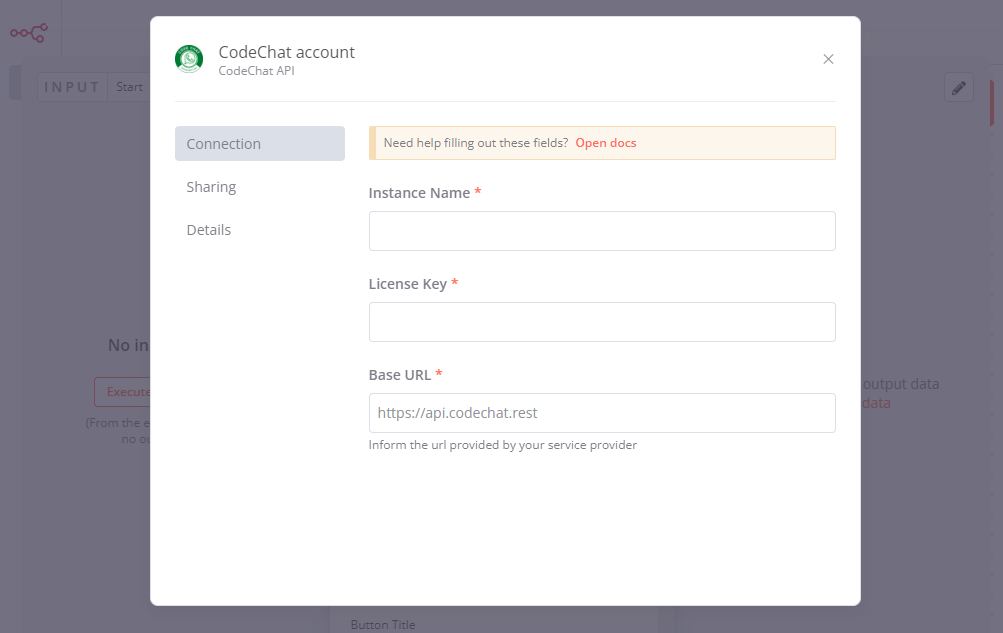 CodeChat account
CodeChat API
INPUT
Start
Connection
Sharing
Details
Need help filling out these fields? Open docs
Instance Name *
License Key *
Base URL *
https://api.codechat.rest
Inform the url provided by your service provider
No in
Execute
(From the e
no ou
output data
data
Button Title